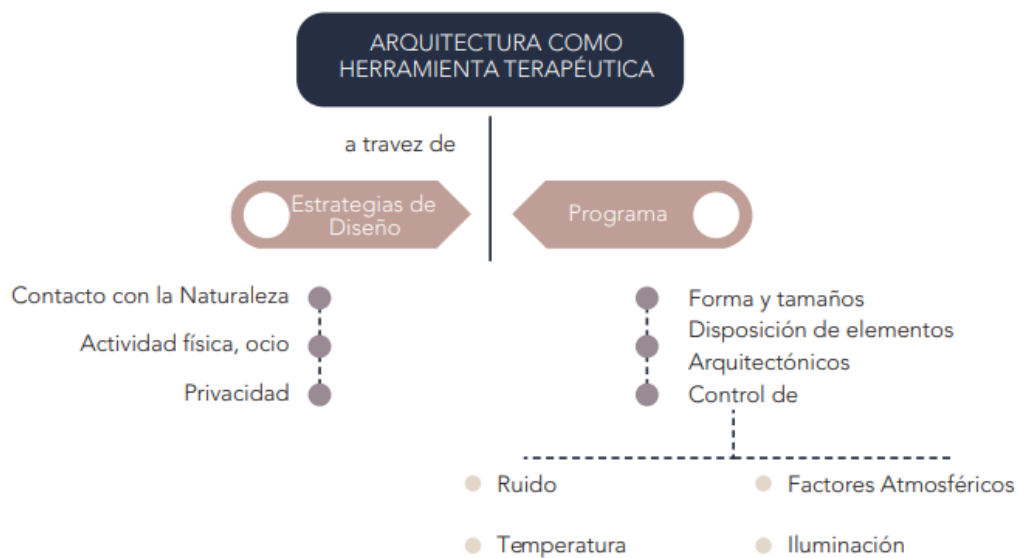 ARQUITECTURA COMO
HERRAMIENTA TERAPÉUTICA
a travez de
Estrategias de
Diseño
Programa
Contacto con la Naturaleza
Actividad física, ocio
Privacidad
Forma y tamaños
Disposición de elementos
Arquitectónicos
Control de
Ruido
Factores Atmosféricos
Temperatura
Iluminación